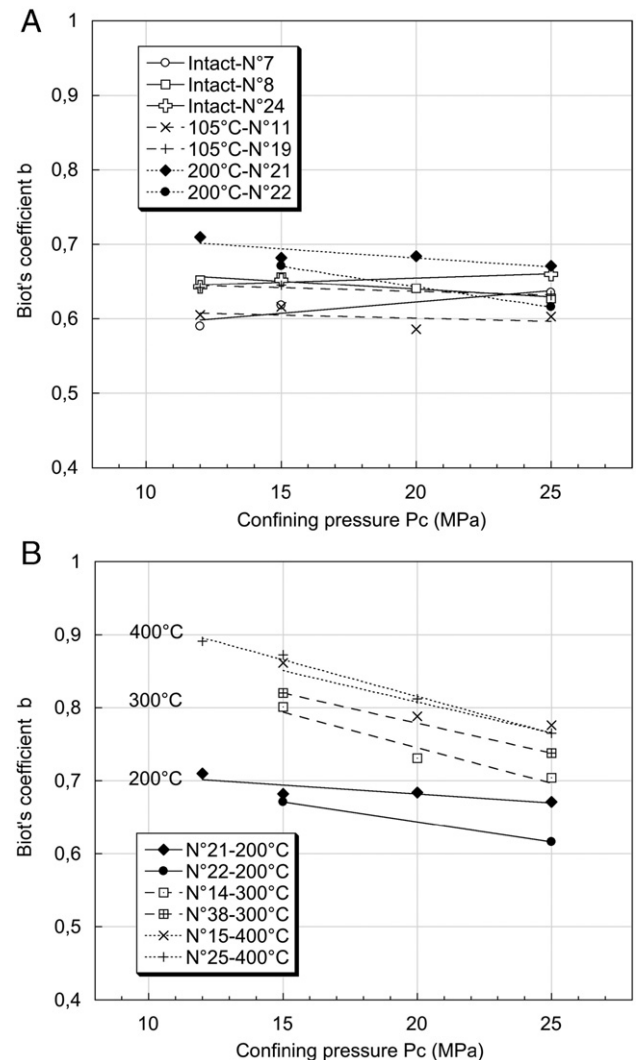 A
1
0,9
0,8
0,7
0,6
0,5
0,4
Biot's coefficient b
Intact-N°7
Intact-N°8
Intact-N°24
105°C-N°11
105°C-N°19
200°C-N°21
200°C-N°22
10
15
20
25
Confining pressure Pc (MPa)
B
1
0,9
0,8
0,7
0,6
0,5
0,4
Biot's coefficient b
400°C
300°C
200°C
N°21-200°C
N°22-200°C
N°14-300°C
N°38-300°C
N°15-400°C
N°25-400°C
10
15
20
25
Confining pressure Pc (MPa)